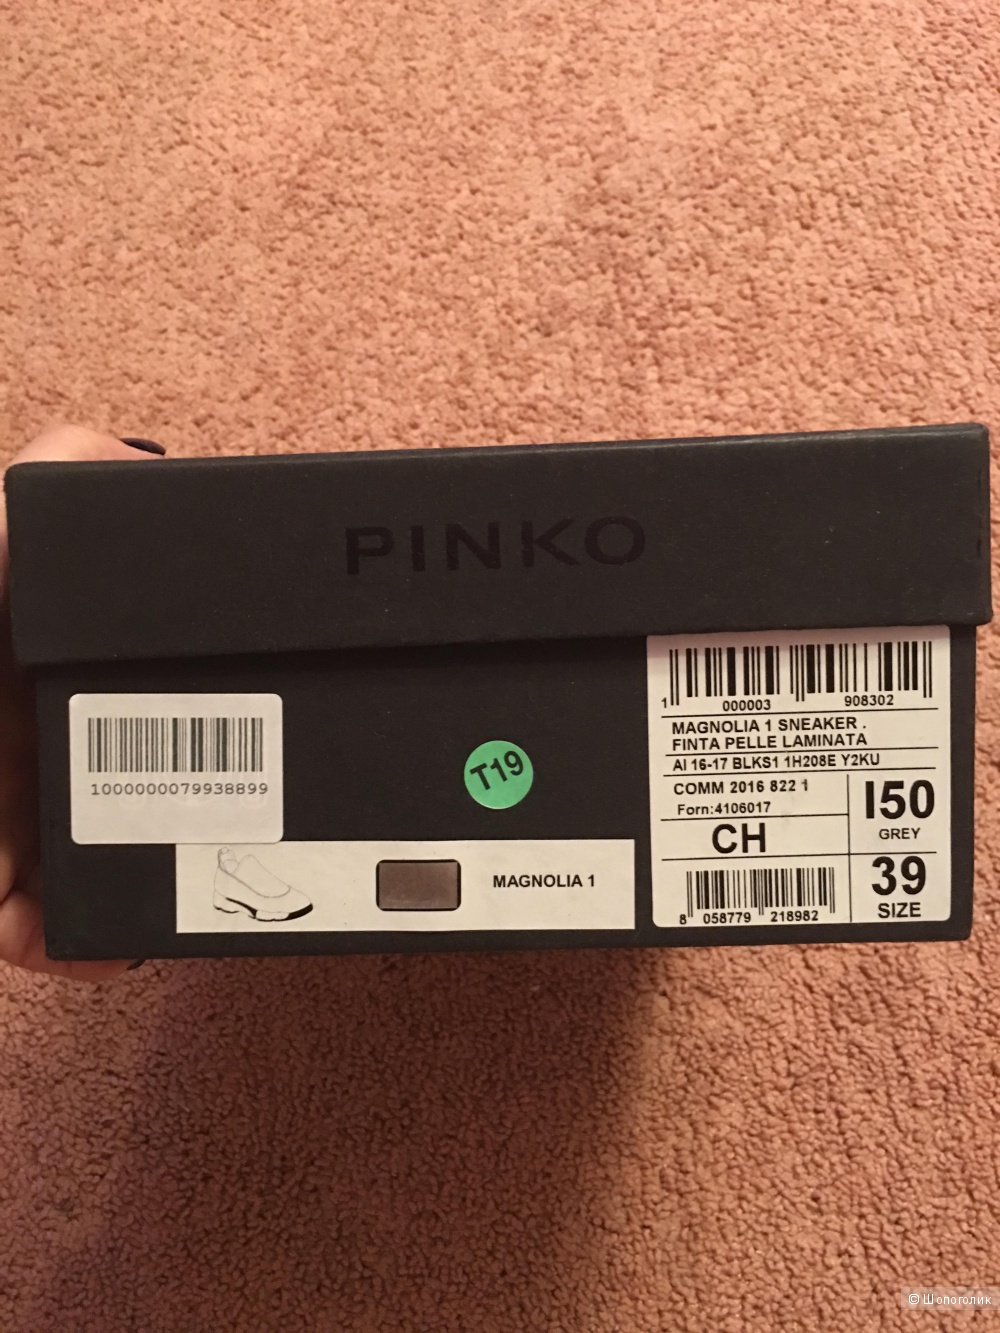 PINKO
1000000079938899
T19
MAGNOLIA 1
1 000003 908302
MAGNOLIA 1 SNEAKER .
FINTA PELLE LAMINATA
AI 16-17 BLKS1 1H208E Y2KU
COMM 2016 822 1
Forn:4106017
CH
I50
GREY
39
SIZE
8 058779 218982
© Шопоголик